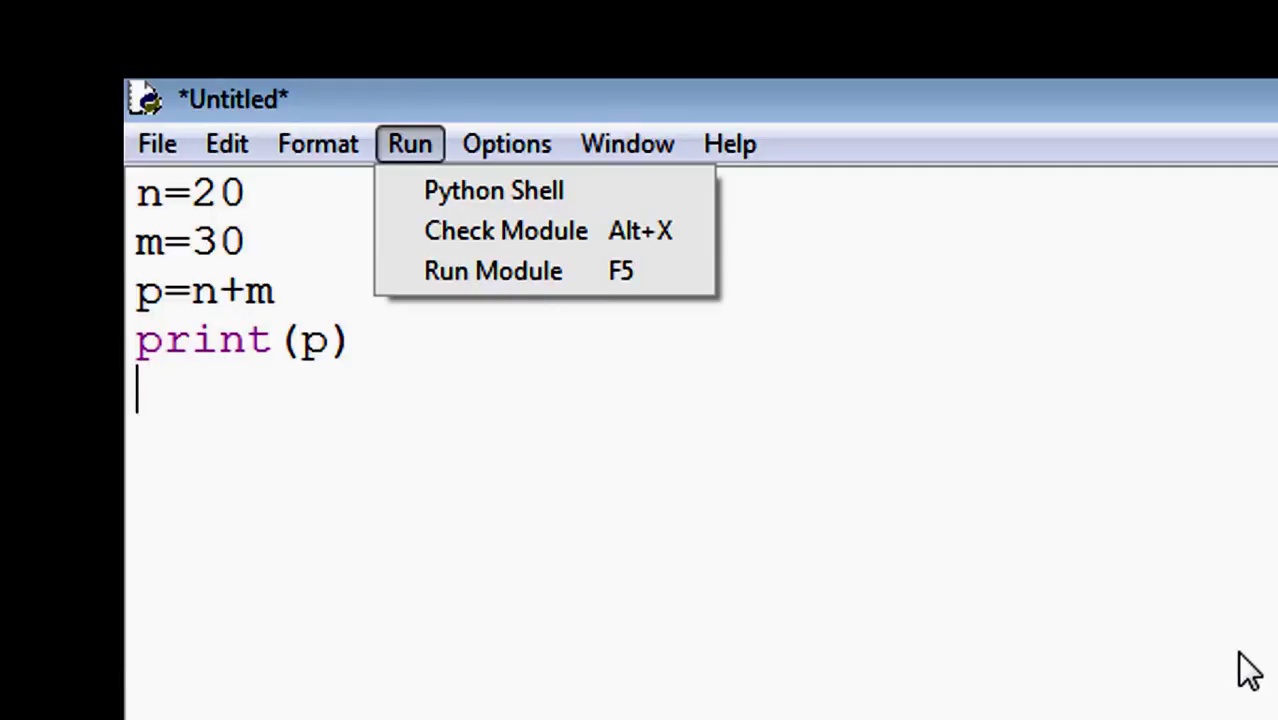 *Untitled*
File Edit Format Run Options Window Help
Python Shell
Check Module Alt+X
Run Module F5
n=20
m=30
p=n+m
print(p)